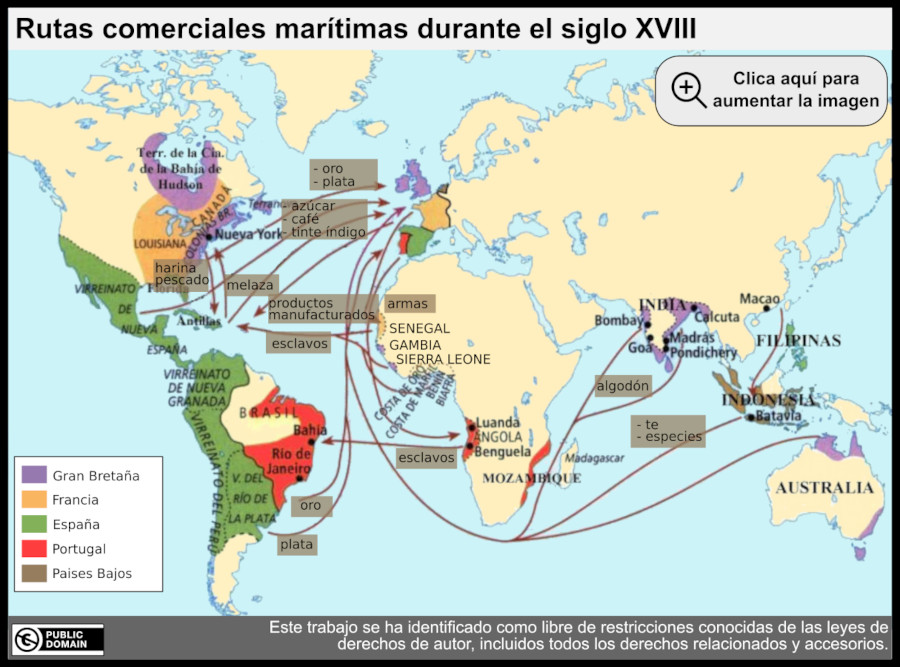 Rutas comerciales marítimas durante el siglo XVIII
Clica aquí para
aumentar la imagen
Terr. de la Cía.
de la Bahía de
Hudson
- oro
- plata
CANADÁ
- azúcar
- café
- tinte índigo
Nueva York
LOUISIANA
harina
pescado
Florida
melaza
VIRREINATO
DE
NUEVA
ESPAÑA
Antillas
productos
manufacturados
armas
esclavos
SENEGAL
GAMBIA
SIERRA LEONE
COSTA DE ORO
COSTA DE MARFIL
BENIN
BIAFRA
VIRREINATO
DE NUEVA
GRANADA
BRASIL
Bahía
Río de
Janeiro
VIRREINATO DEL PERÚ
V. DEL
RÍO DE
LA PLATA
oro
plata
esclavos
Luanda
ANGOLA
Benguela
MOZAMBIQUE
Madagascar
INDIA
Bombay
Calcuta
Goa
Madrás
Pondichery
Macao
FILIPINAS
algodón
INDONESIA
Batavia
- te
- especies
AUSTRALIA
Gran Bretaña
Francia
España
Portugal
Paises Bajos
PUBLIC
DOMAIN
Este trabajo se ha identificado como libre de restricciones conocidas de las leyes de
derechos de autor, incluidos todos los derechos relacionados y accesorios.